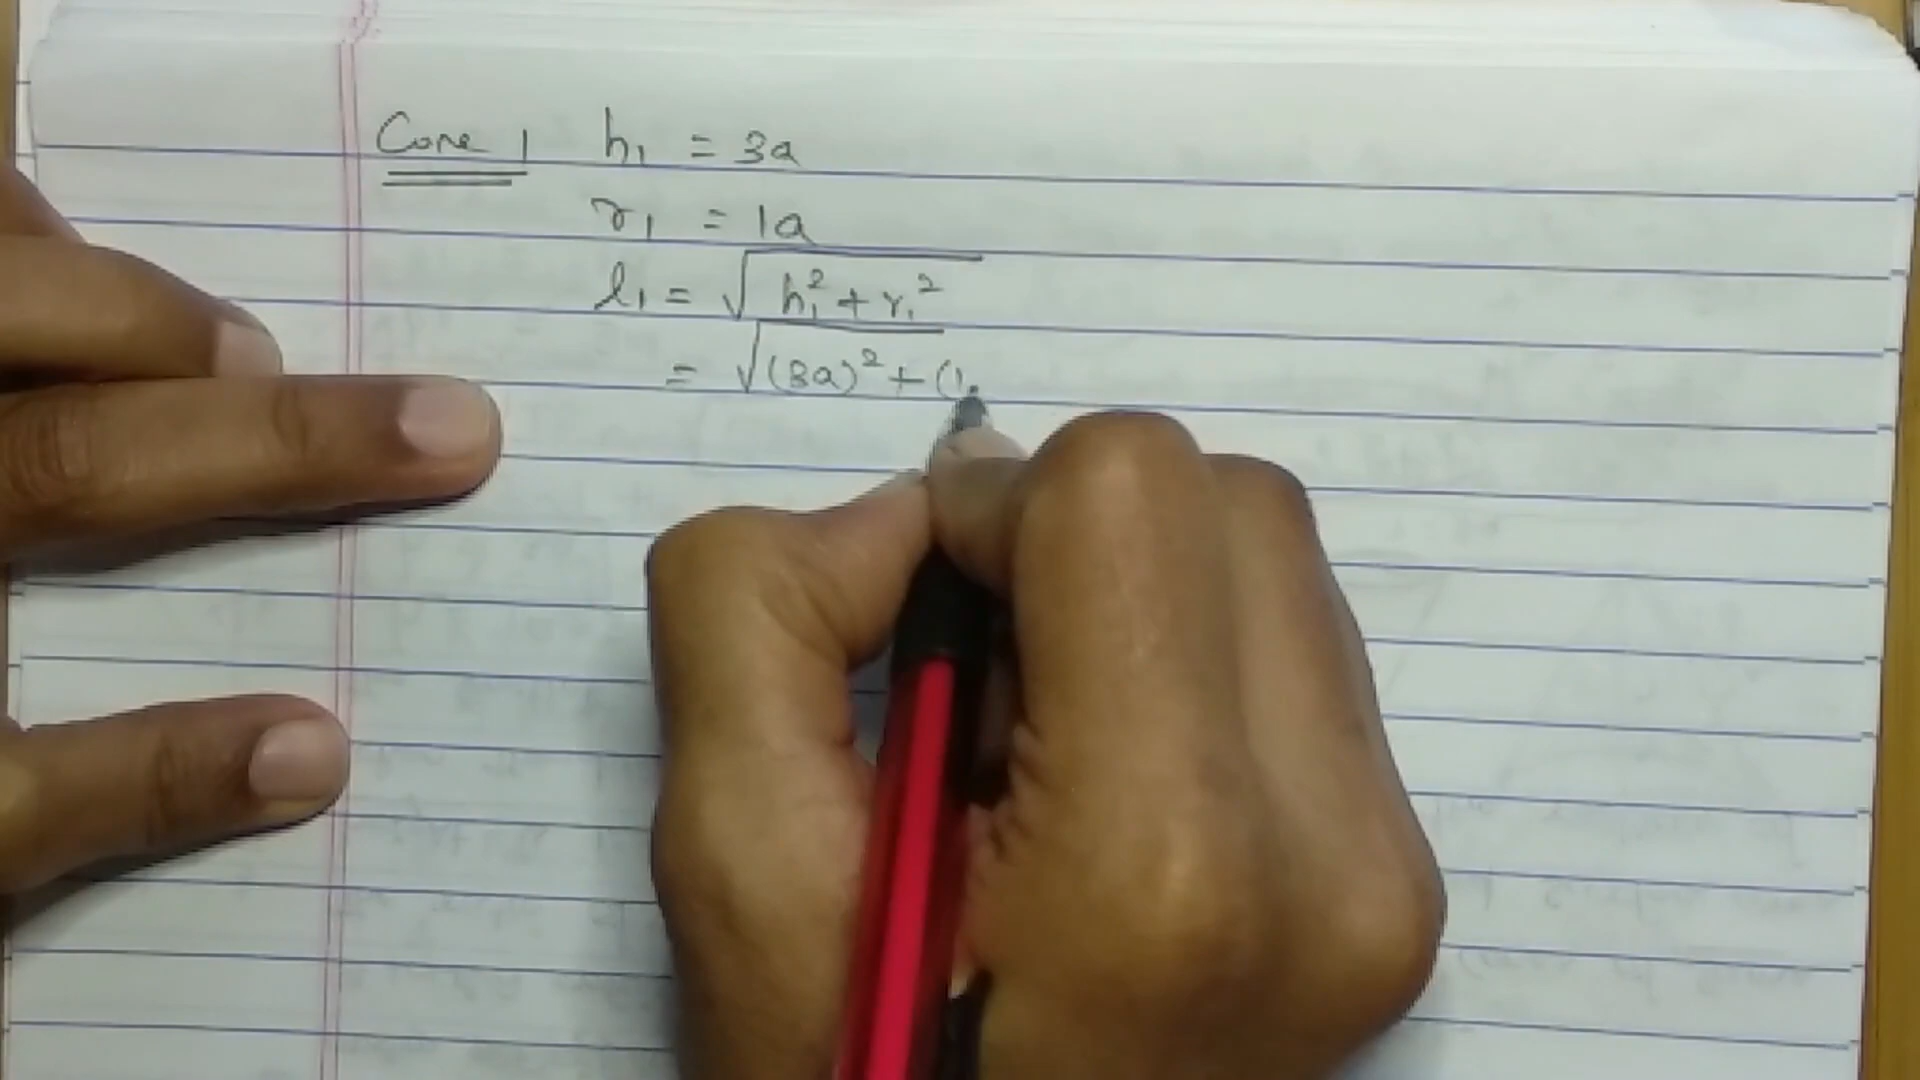 Cone 1 h₁ = 3a
r₁ = 1a
l₁ = √(h₁² + r₁²)
= √(3a)² + (1